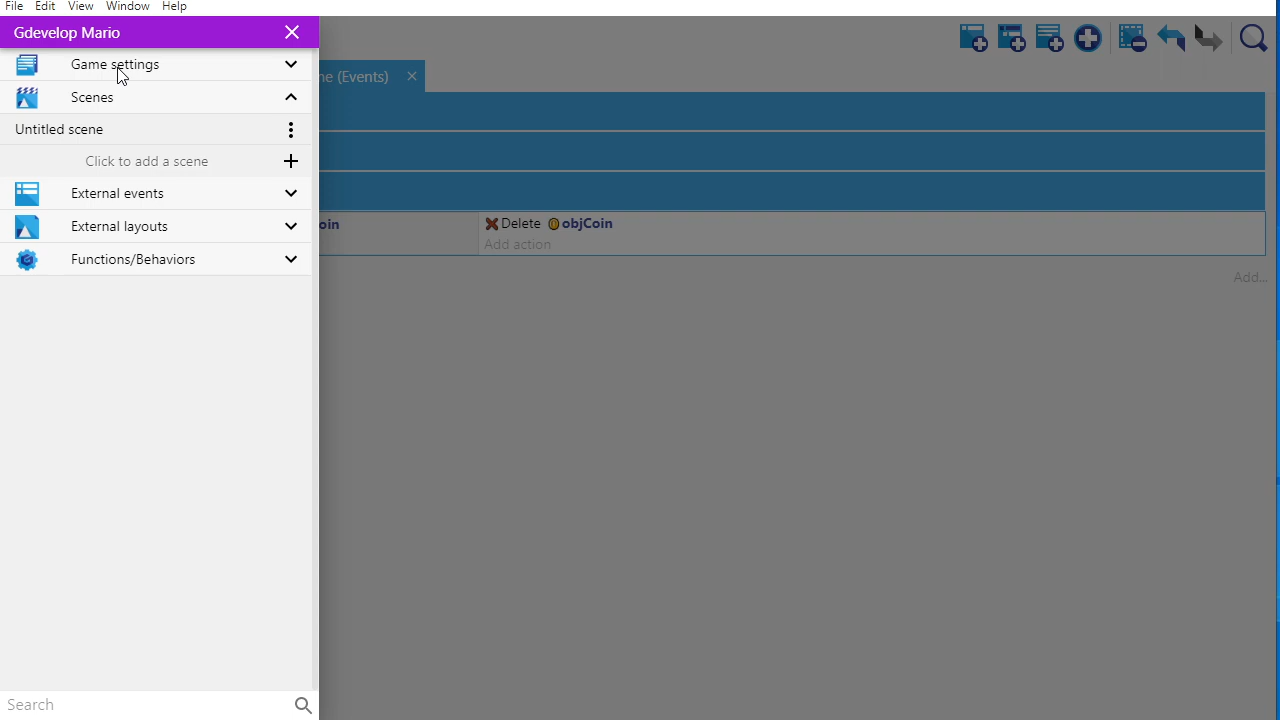 File Edit View Window Help
Gdevelop Mario
Game settings
ne (Events)
Scenes
Untitled scene
Click to add a scene
External events
External layouts
oin
Delete objCoin
Add action
Functions/Behaviors
Add...
Search